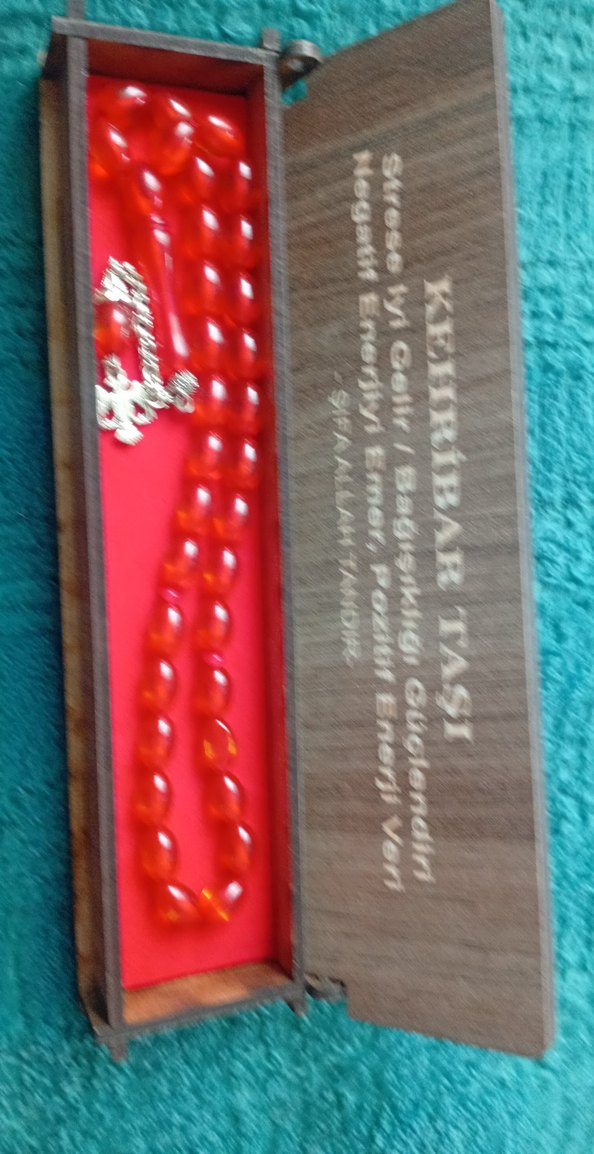 KEHRİBAR TAŞI
Strese İyi Gelir / Bağışıklığı Güçlendirir
Negatif Enerjiyi Emer, Pozitif Enerji Verir
- ŞİFA ALLAH'TANDIR -